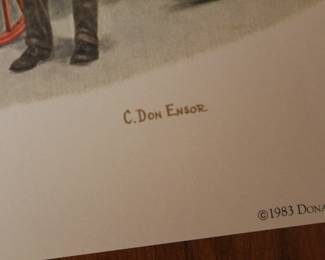 C. DON ENSOR
©1983 DONA